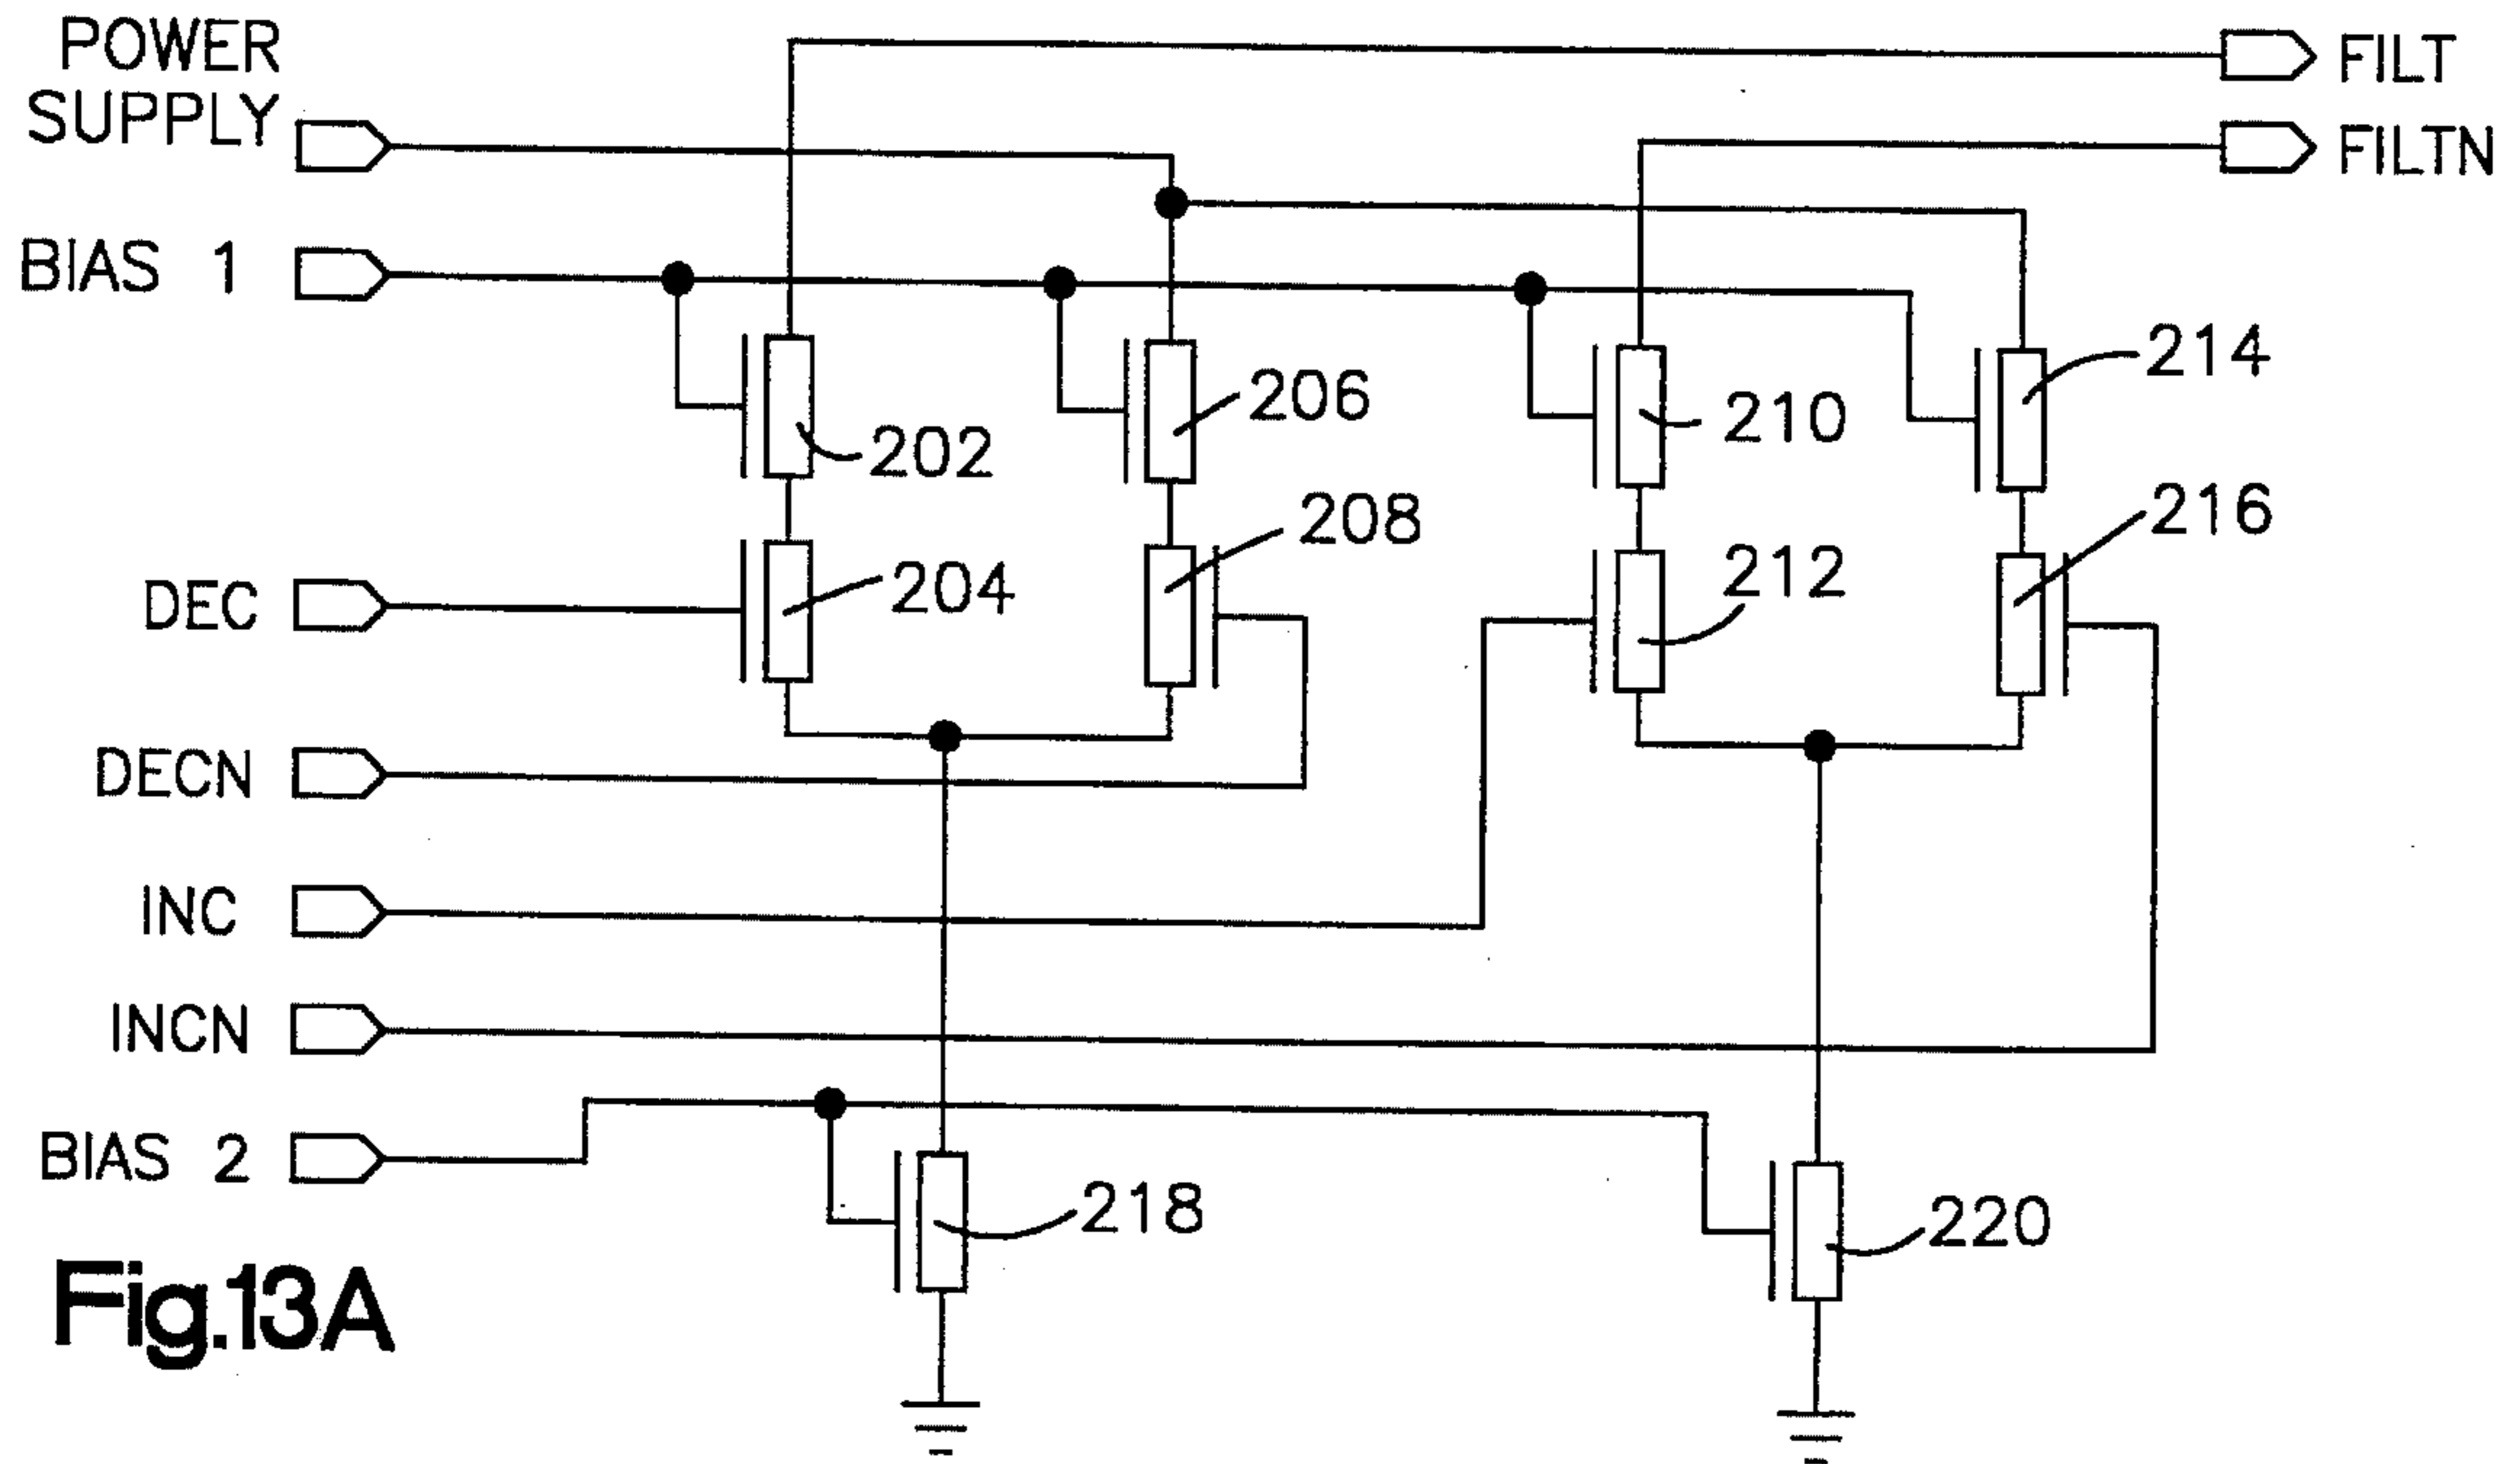 POWER
SUPPLY
FILT
FILTN
BIAS 1
214
206
210
202
216
208
212
204
DEC
DECN
INC
INCN
BIAS 2
218
220
Fig.13A